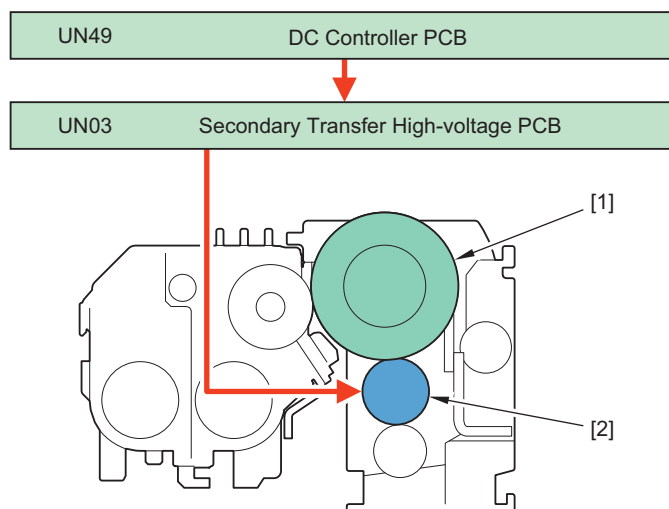 UN49 DC Controller PCB
UN03 Secondary Transfer High-voltage PCB
[1]
[2]